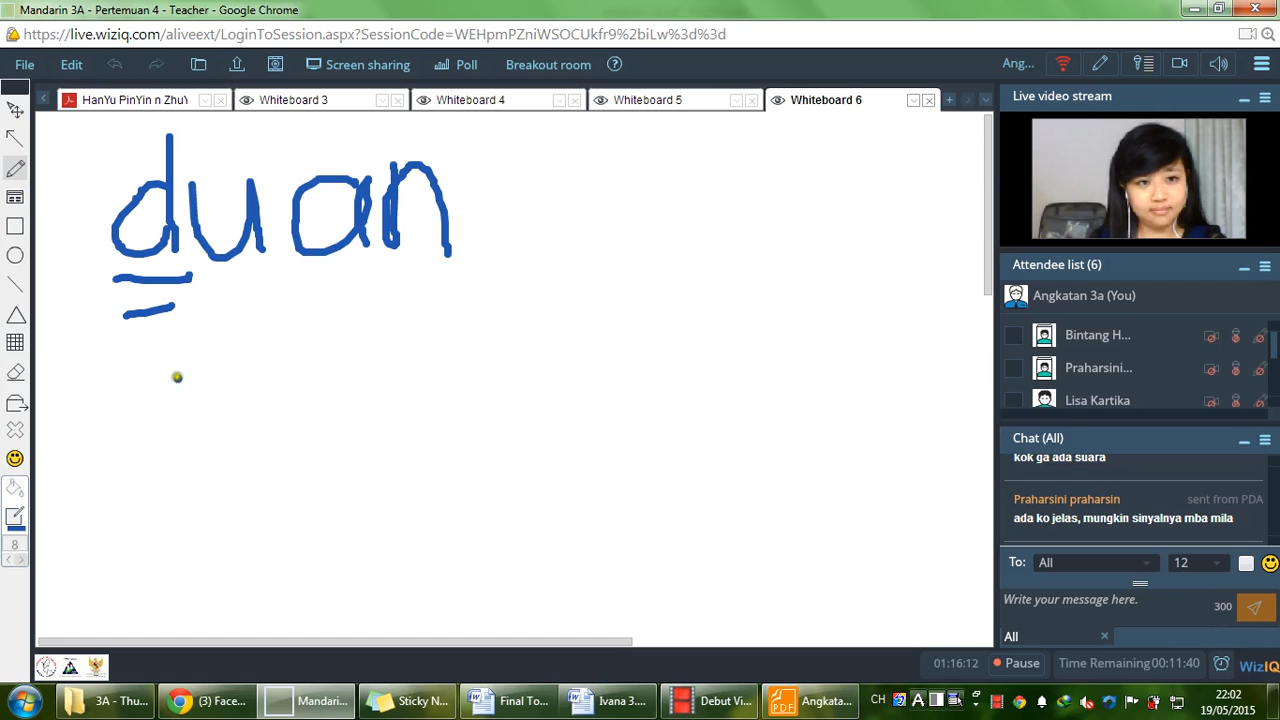 Mandarin 3A - Pertemuan 4 - Teacher - Google Chrome
https://live.wiziq.com/aliveext/LoginToSession.aspx?SessionCode=WEHpmPZniWSOCUkfr9%2biLw%3d%3d
File Edit Screen sharing Poll Breakout room ? Ang...
HanYu PinYin n ZhuY Whiteboard 3 Whiteboard 4 Whiteboard 5 Whiteboard 6
duan
Live video stream
Attendee list (6)
Angkatan 3a (You)
Bintang H...
Praharsini...
Lisa Kartika
Chat (All)
kok ga ada suara
Praharsini praharsin sent from PDA
ada ko jelas, mungkin sinyalnya mba mila
To: All 12
Write your message here. 300
All
8
01:16:12 Pause Time Remaining 00:11:40 WizIQ
3A - Thu... (3) Face... Mandari... Sticky N... Final To... Ivana 3.... Debut Vi... Angkata... CH 22:02
19/05/2015